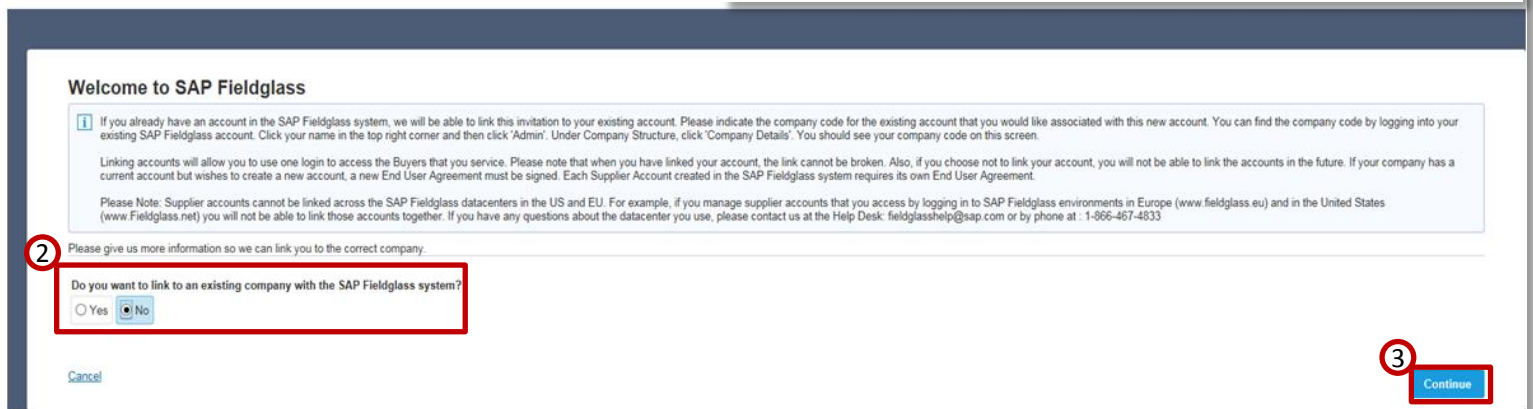 Welcome to SAP Fieldglass
i If you already have an account in the SAP Fieldglass system, we will be able to link this invitation to your existing account. Please indicate the company code for the existing account that you would like associated with this new account. You can find the company code by logging into your
existing SAP Fieldglass account. Click your name in the top right corner and then click 'Admin'. Under Company Structure, click 'Company Details'. You should see your company code on this screen.
Linking accounts will allow you to use one login to access the Buyers that you service. Please note that when you have linked your account, the link cannot be broken. Also, if you choose not to link your account, you will not be able to link the accounts in the future. If your company has a
current account but wishes to create a new account, a new End User Agreement must be signed. Each Supplier Account created in the SAP Fieldglass system requires its own End User Agreement.
Please Note: Supplier accounts cannot be linked across the SAP Fieldglass datacenters in the US and EU. For example, if you manage supplier accounts that you access by logging in to SAP Fieldglass environments in Europe (www.fieldglass.eu) and in the United States
(www.Fieldglass.net) you will not be able to link those accounts together. If you have any questions about the datacenter you use, please contact us at the Help Desk: fieldglasshelp@sap.com or by phone at : 1-866-467-4833
Please give us more information so we can link you to the correct company.
2
Do you want to link to an existing company with the SAP Fieldglass system?
Yes No
3
Cancel
Continue